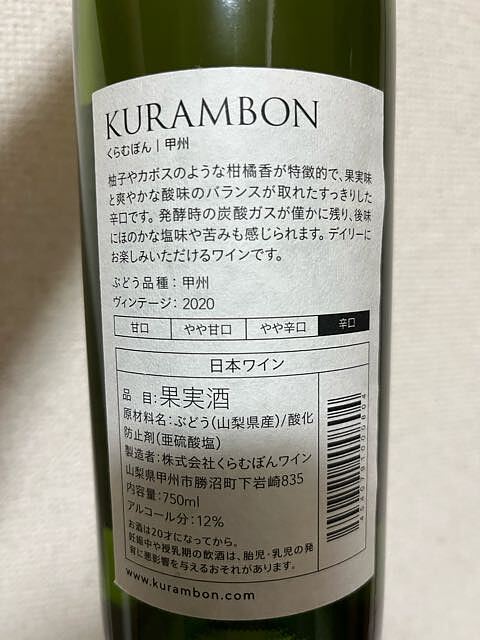 KURAMBON
くらむぼん | 甲州
柚子やカボスのような柑橘香が特徴的で、果実味
と爽やかな酸味のバランスが取れたすっきりした
辛口です。発酵時の炭酸ガスが僅かに残り、後味
にほのかな塩味や苦みも感じられます。デイリーに
お楽しみいただけるワインです。
ぶどう品種：甲州
ヴィンテージ：2020
甘口 やや甘口 やや辛口 辛口
日本ワイン
品 目：果実酒
原材料名：ぶどう（山梨県産）/酸化
防止剤（亜硫酸塩）
製造者：株式会社くらむぼんワイン
山梨県甲州市勝沼町下岩崎835
内容量：750ml
アルコール分：12%
お酒は20才になってから。
妊娠中や授乳期の飲酒は、胎児・乳児の発
育に悪影響を与えるおそれがあります。
www.kurambon.com